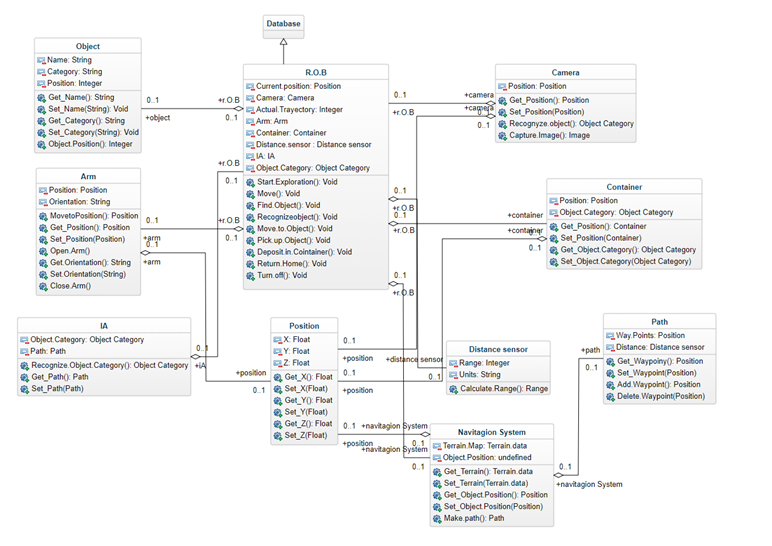 Database
Object
Name: String
Category: String
Position: Integer
Get_Name(): String
Set_Name(String): Void
Get_Category(): String
Set_Category(String): Void
Object.Position(): Integer
0..1
+object
+r.O.B
0..1
R.O.B
Current.position: Position
Camera: Camera
Actual.Trayectory: Integer
Arm: Arm
Container: Container
Distance.sensor : Distance sensor
IA: IA
Object.Category: Object Category
Start.Exploration(): Void
Move(): Void
Find.Object(): Void
Recognizeobject(): Void
Move.to.Object(): Void
Pick.up.Object(): Void
Deposit.in.Cointainer(): Void
Return.Home(): Void
Turn.off(): Void
0..1
+r.O.B
+camera
+camera
0..1
0..1
Camera
Position: Position
Get_Position(): Position
Set_Position(Position)
Recognyze.object(): Object Category
Capture.Image(): Image
Arm
Position: Position
Orientation: String
MovetoPosition(): Position
Get_Position(): Position
Set_Position(Position)
Open.Arm()
Get.Orientation(): String
Set.Orientation(String)
Close.Arm()
0..1
+arm
0..1
+arm
+r.O.B
0..1
+r.O.B
0..1
0..1
0..1
+r.O.B
0..1
+r.O.B
+container
+container
0..1
0..1
Container
Position: Position
Object.Category: Object Category
Get_Position(): Container
Set_Position(Container)
Get_Object.Category(): Object Category
Set_Object.Category(Object Category)
IA
Object.Category: Object Category
Path: Path
Recognize.Object.Category(): Object Category
Get_Path(): Path
Set_Path(Path)
0..1
+iA
+position
0..1
Position
X: Float
Y: Float
Z: Float
Get_X(): Float
Set_X(Float)
Get_Y(): Float
Set_Y(Float)
Get_Z(): Float
Set_Z(Float)
0..1
+position
0..1
+position
0..1
+position
+distance sensor
Distance sensor
Range: Integer
Units: String
Calculate.Range(): Range
+navitagion System
0..1
+navitagion System
0..1
Navitagion System
Terrain.Map: Terrain.data
Object.Position: undefined
Get_Terrain(): Terrain.data
Set_Terrain(Terrain.data)
Get_Object.Position(): Position
Set_Object.Position(Position)
Make.path(): Path
0..1
+navitagion System
+path
0..1
Path
Way.Points: Position
Distance: Distance sensor
Get_Waypoiny(): Position
Set_Waypoint(Position)
Add.Waypoint(): Position
Delete.Waypoint(Position)